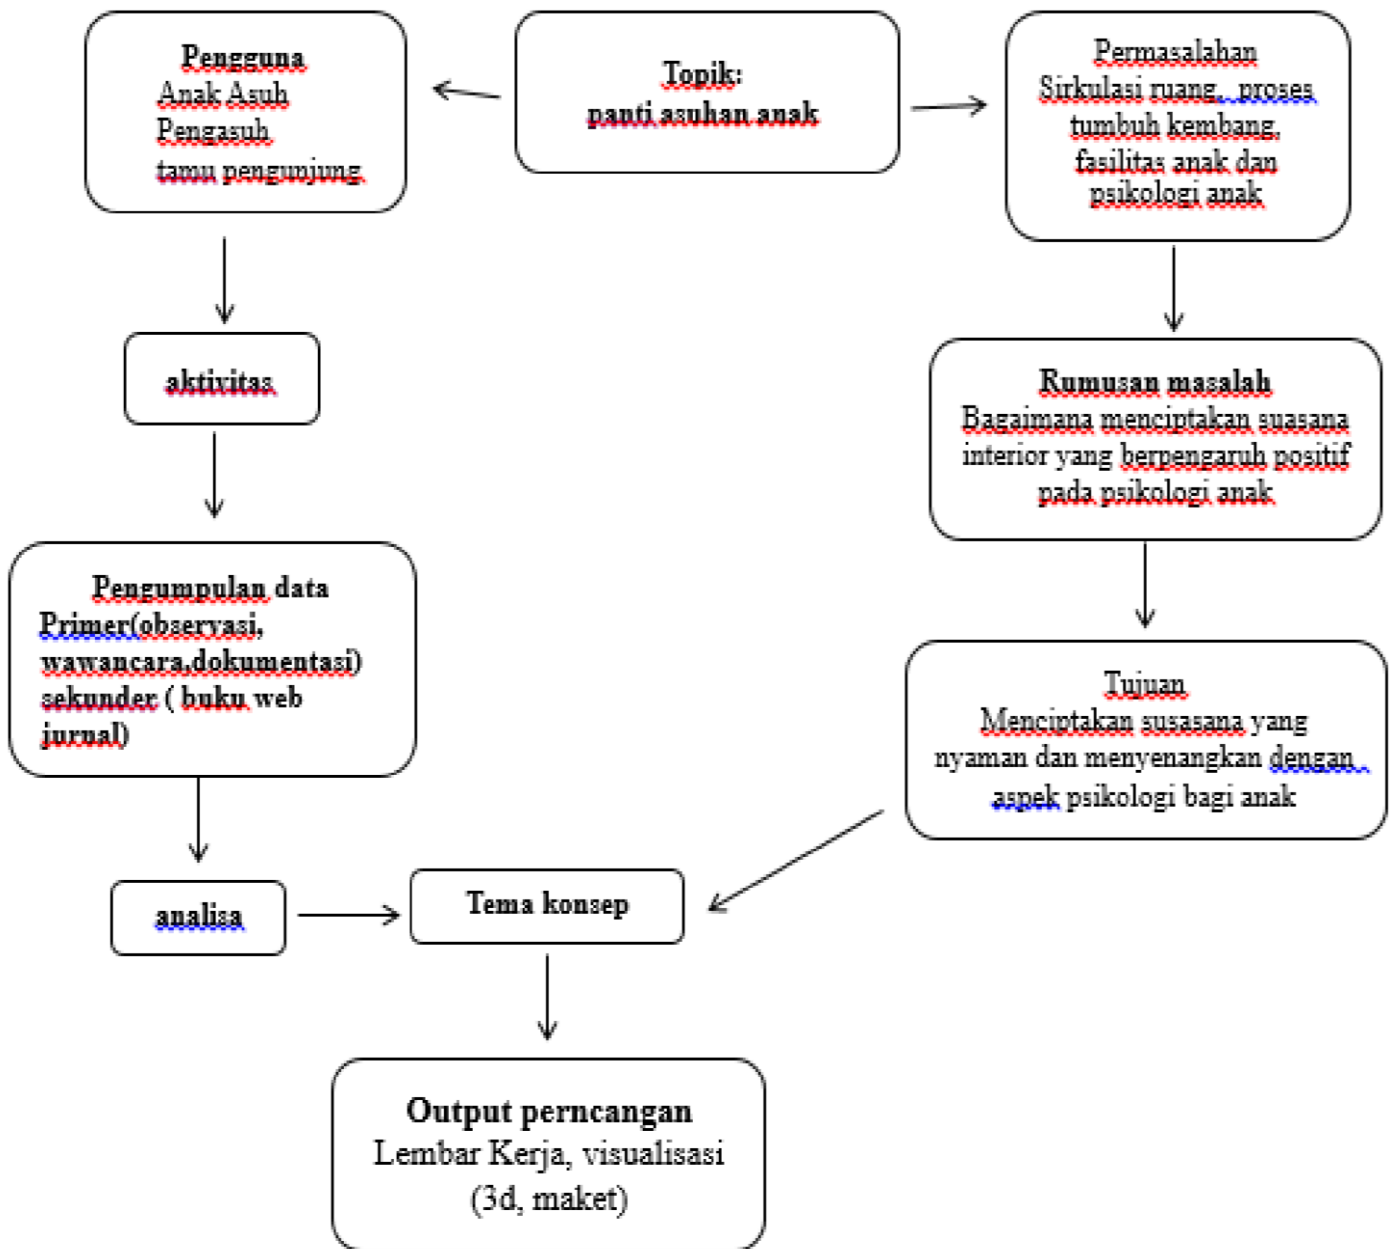 Pengguna
Anak Asuh
Pengasuh
tamu pengunjung
Topik:
panti asuhan anak
Permasalahan
Sirkulasi ruang, proses
tumbuh kembang,
fasilitas anak dan
psikologi anak
aktivitas
Rumusan masalah
Bagaimana menciptakan suasana
interior yang berpengaruh positif
pada psikologi anak
Pengumpulan data
Primer(observasi,
wawancara,dokumentasi)
sekunder ( buku web
jurnal)
Tujuan
Menciptakan susasana yang
nyaman dan menyenangkan dengan
aspek psikologi bagi anak
analisa
Tema konsep
Output perncangan
Lembar Kerja, visualisasi
(3d, maket)